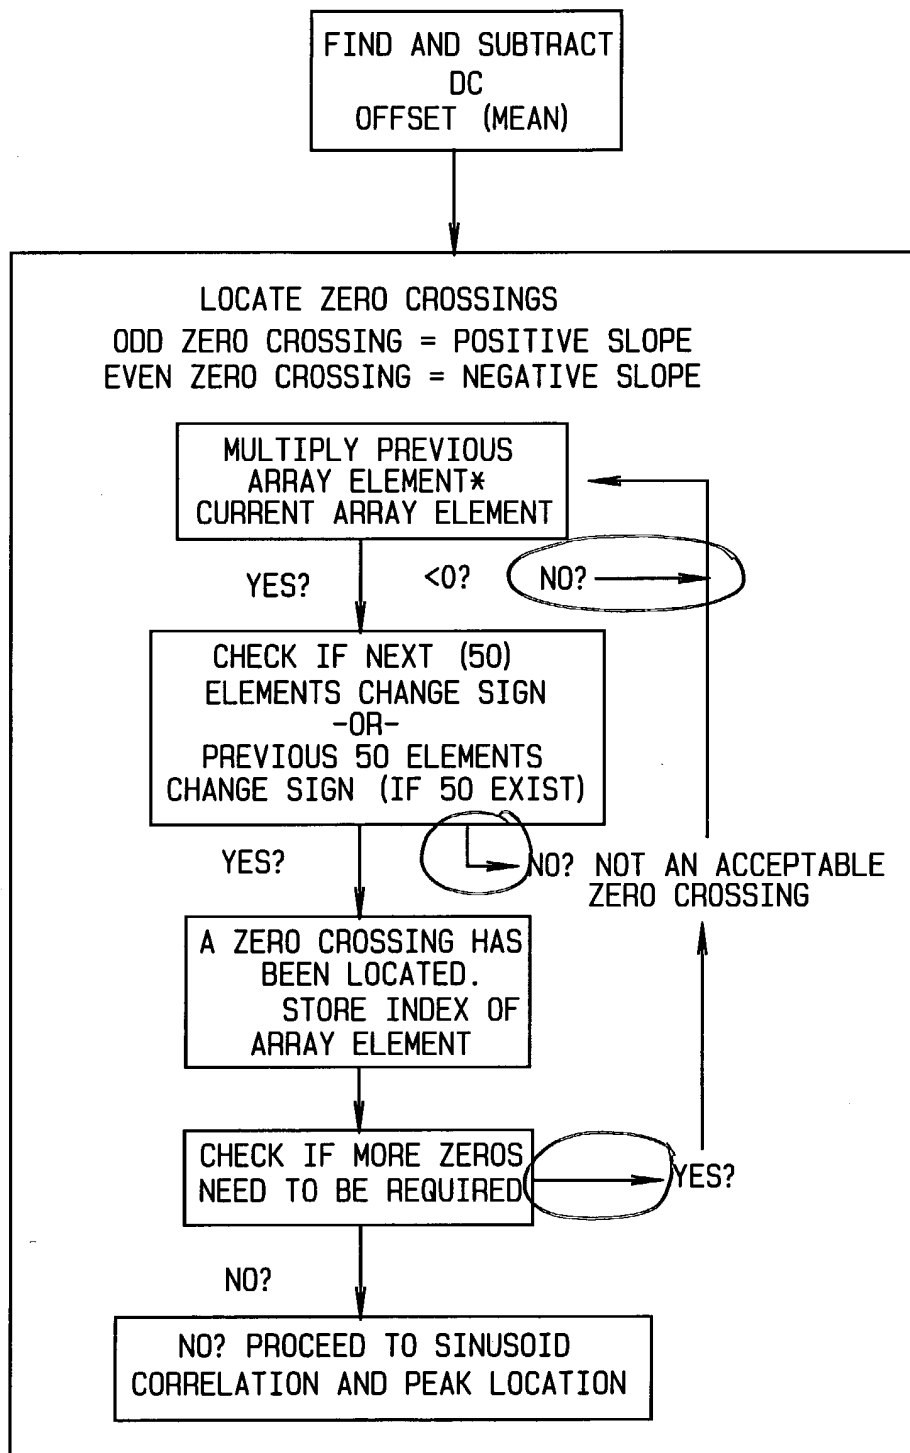 FIND AND SUBTRACT
DC
OFFSET (MEAN)
LOCATE ZERO CROSSINGS
ODD ZERO CROSSING = POSITIVE SLOPE
EVEN ZERO CROSSING = NEGATIVE SLOPE
MULTIPLY PREVIOUS
ARRAY ELEMENT*
CURRENT ARRAY ELEMENT
YES? <0? NO?
CHECK IF NEXT (50)
ELEMENTS CHANGE SIGN
-OR-
PREVIOUS 50 ELEMENTS
CHANGE SIGN (IF 50 EXIST)
YES?
NO? NOT AN ACCEPTABLE
ZERO CROSSING
A ZERO CROSSING HAS
BEEN LOCATED.
STORE INDEX OF
ARRAY ELEMENT
CHECK IF MORE ZEROS
NEED TO BE REQUIRED
YES?
NO?
NO? PROCEED TO SINUSOID
CORRELATION AND PEAK LOCATION